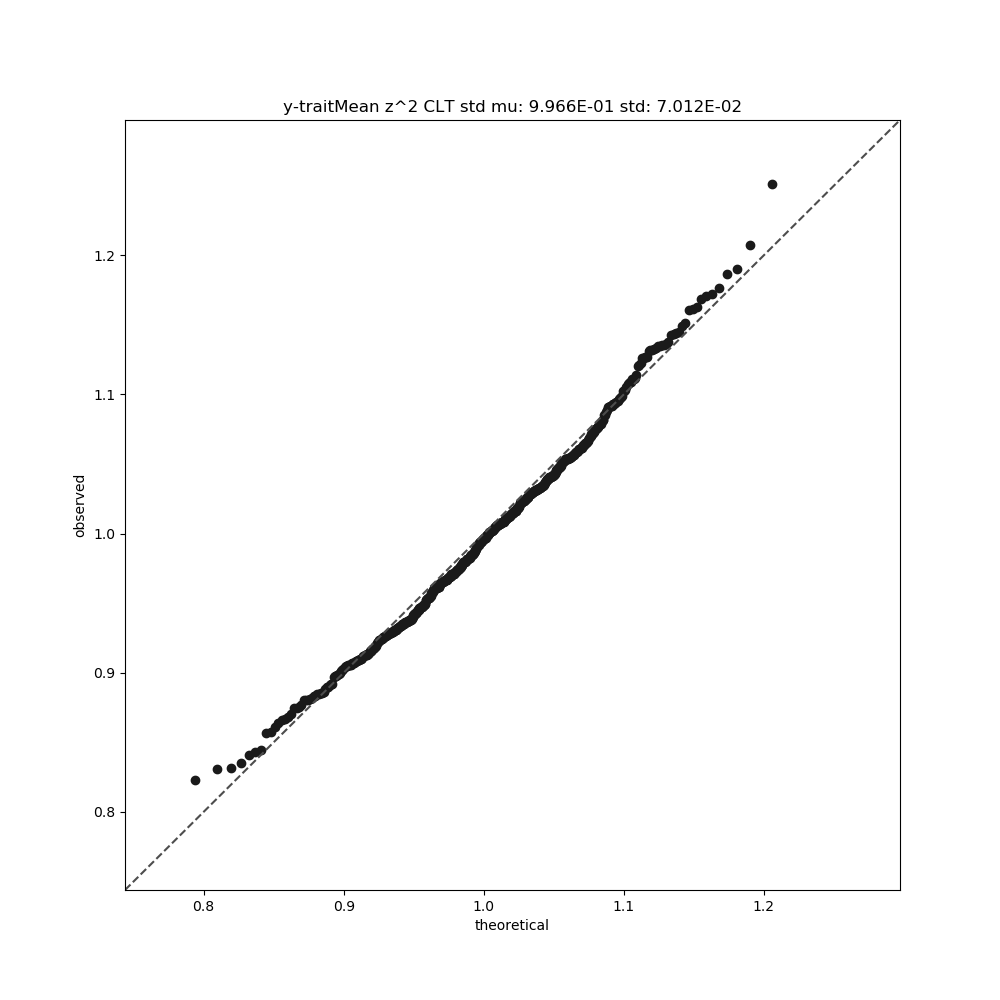 y-traitMean z^2 CLT std mu: 9.966E-01 std: 7.012E-02
observed
1.2
1.1
1.0
0.9
0.8
0.8 0.9 1.0 1.1 1.2
theoretical